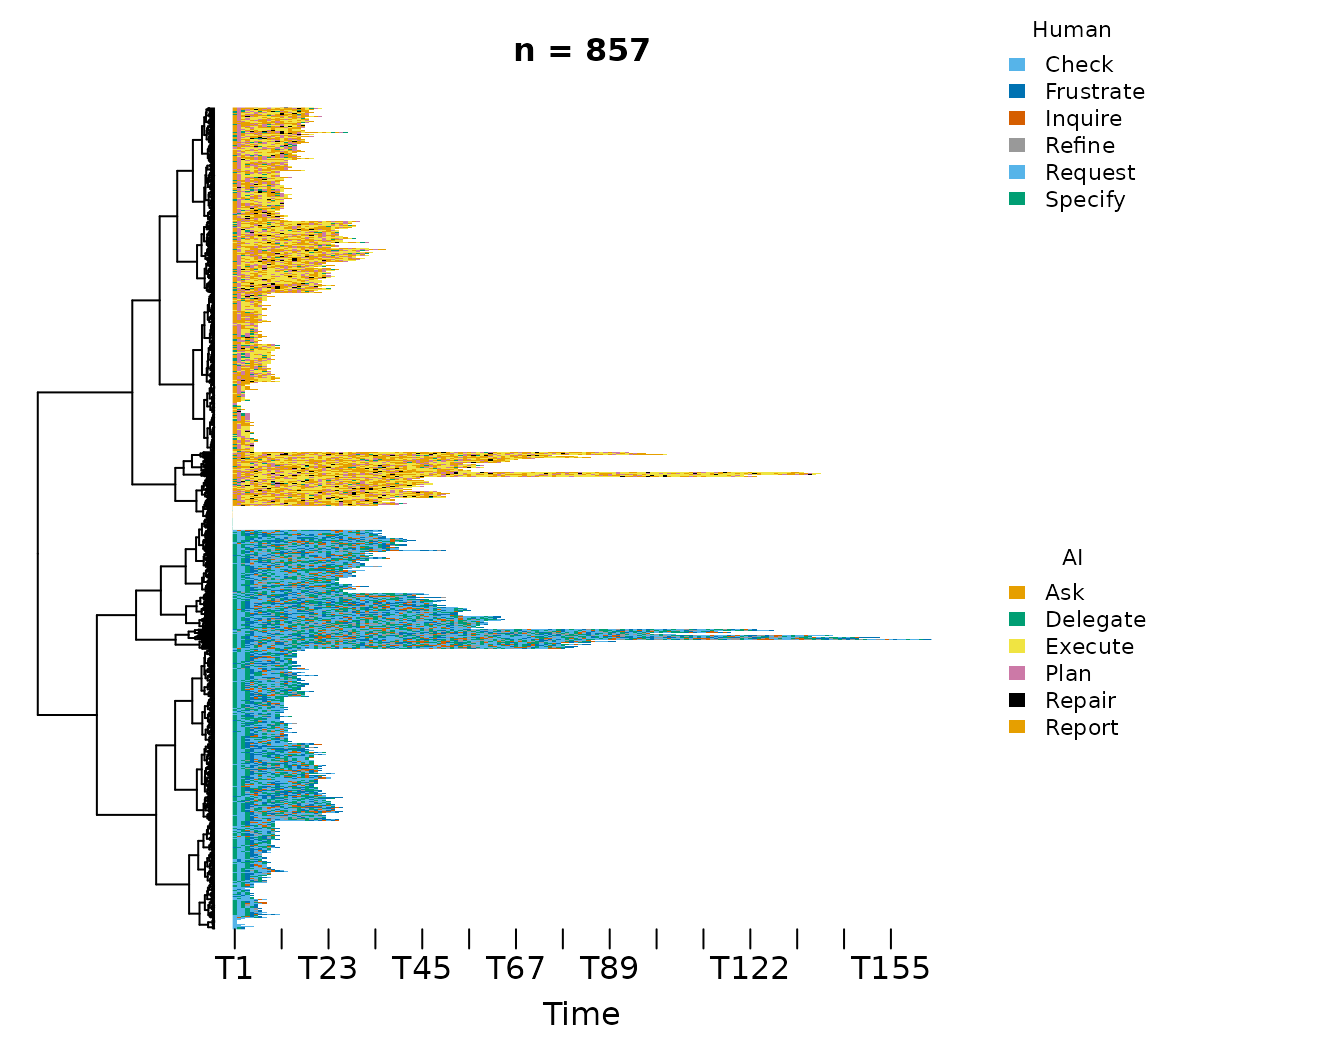 n = 857
Human
Check
Frustrate
Inquire
Refine
Request
Specify
AI
Ask
Delegate
Execute
Plan
Repair
Report
T1 T23 T45 T67 T89 T122 T155
Time